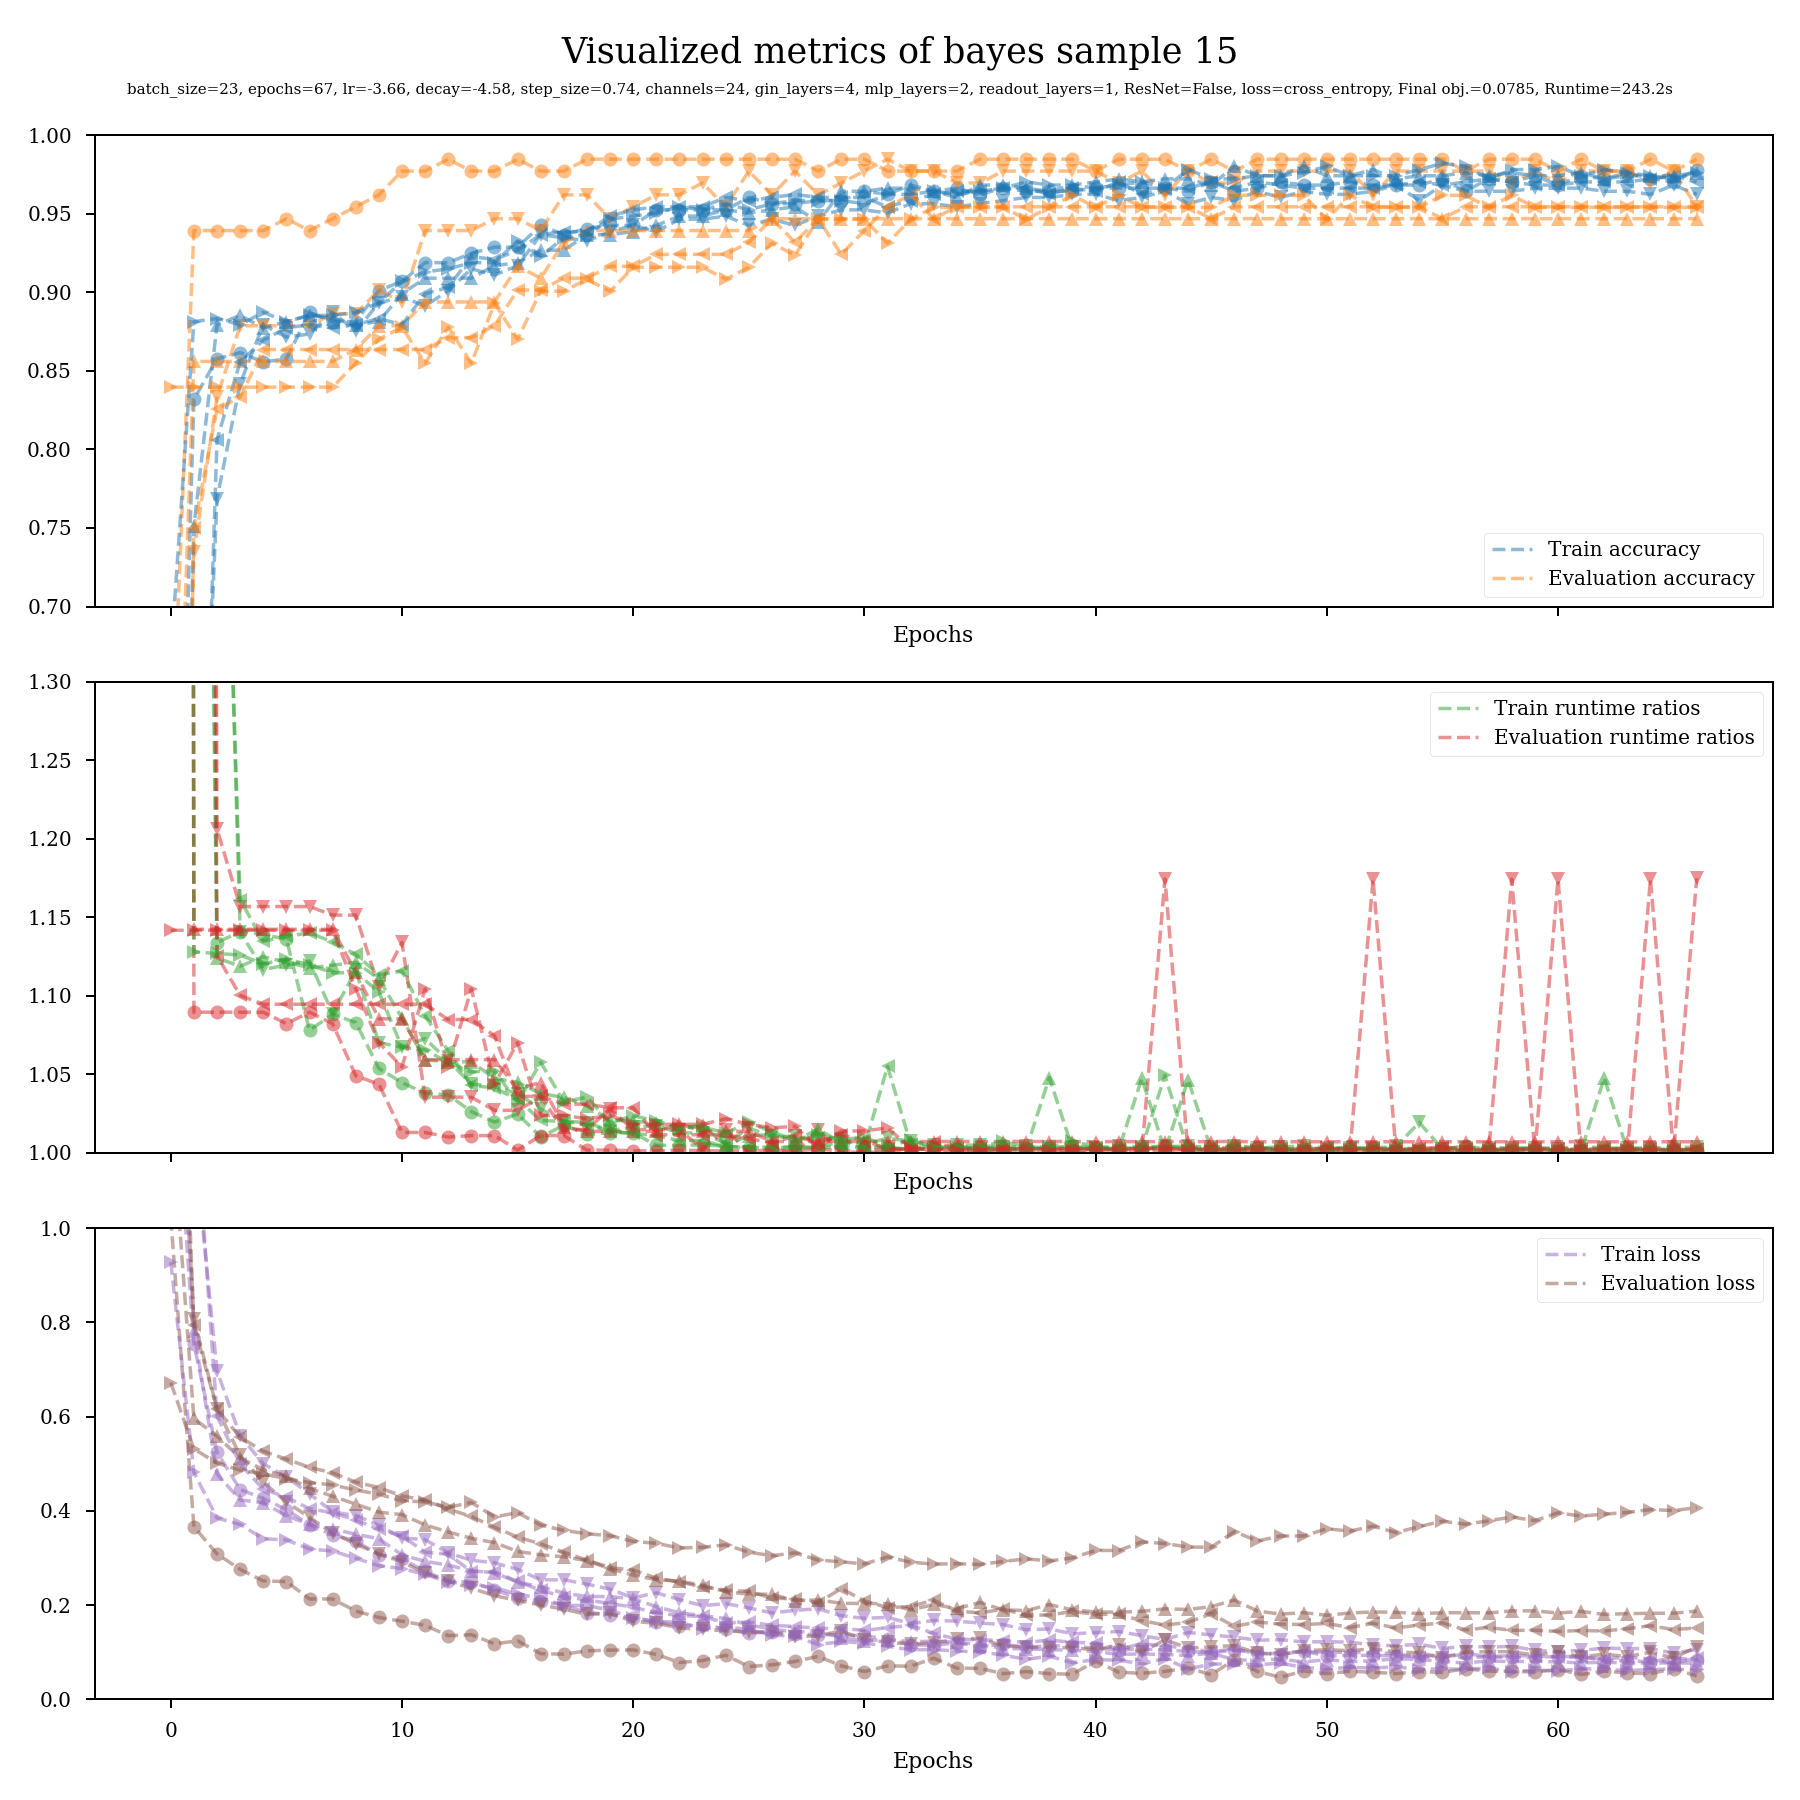 Visualized metrics of bayes sample 15
batch_size=23, epochs=67, lr=-3.66, decay=-4.58, step_size=0.74, channels=24, gin_layers=4, mlp_layers=2, readout_layers=1, ResNet=False, loss=cross_entropy, Final obj.=0.0785, Runtime=243.2s
1.00
0.95
0.90
0.85
0.80
0.75
0.70
Train accuracy
Evaluation accuracy
Epochs
1.30
1.25
1.20
1.15
1.10
1.05
1.00
Train runtime ratios
Evaluation runtime ratios
Epochs
1.0
0.8
0.6
0.4
0.2
0.0
Train loss
Evaluation loss
0 10 20 30 40 50 60
Epochs